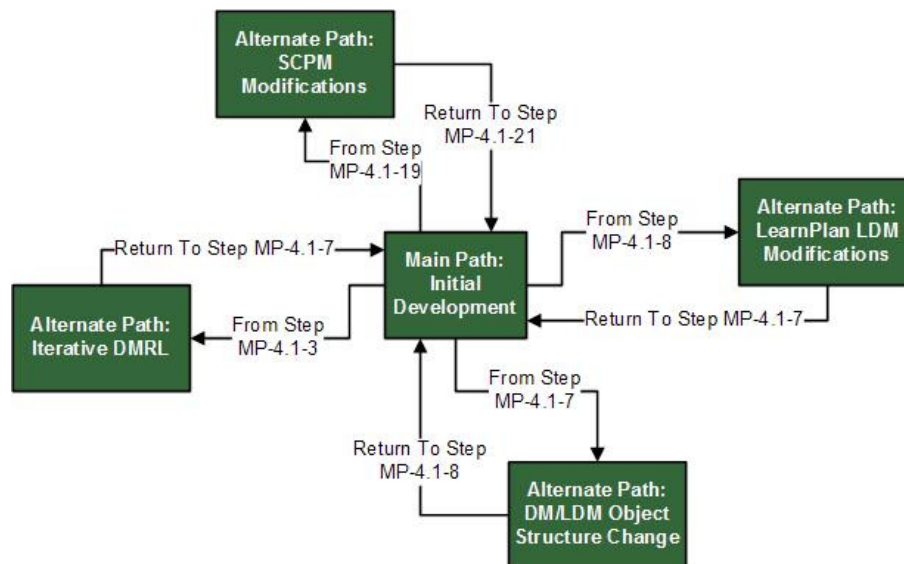 Alternate Path:
SCPM
Modifications
Return To Step
MP-4.1-21
From Step
MP-4.1-19
Alternate Path:
LearnPlan LDM
Modifications
From Step
MP-4.1-8
Return To Step MP-4.1-7
Main Path:
Initial
Development
Return To Step MP-4.1-7
Alternate Path:
Iterative DMRL
From Step
MP-4.1-3
From Step
MP-4.1-7
Return To Step
MP-4.1-8
Alternate Path:
DM/LDM Object
Structure Change